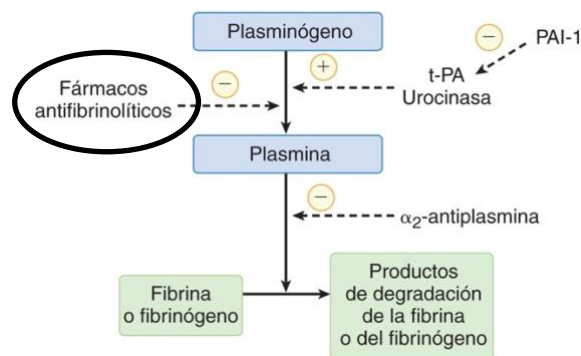 Plasminógeno
−
PAI-1
+
t-PA
Urocinasa
Fármacos
antifibrinolíticos
−
Plasmina
−
α₂-antiplasmina
Fibrina
o fibrinógeno
Productos
de degradación
de la fibrina
o del fibrinógeno